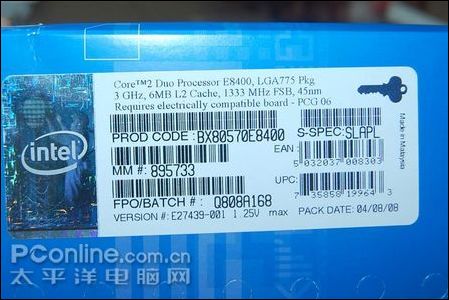 Core™2 Duo Processor E8400, LGA775 Pkg
3 GHz, 6MB L2 Cache, 1333 MHz FSB, 45nm
Requires electrically compatible board - PCG 06
PROD CODE: BX80570E8400
S-SPEC: SLAPL
EAN:
5 032037 008303
MM #: 895733
UPC:
7 35858 19964 3
FPO/BATCH #: Q808A168
VERSION #: E27439-001 1.25V max
PACK DATE: 04/08/08
Made in Malaysia
intel
PConline.com.cn
太平洋电脑网